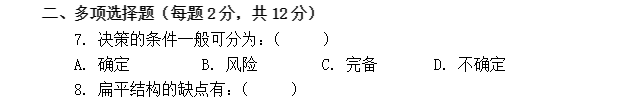 二、多项选择题（每题2分，共12分）
7. 决策的条件一般可分为：（　　）
A. 确定　　B. 风险　　C. 完备　　D. 不确定
8. 扁平结构的缺点有：（　　）